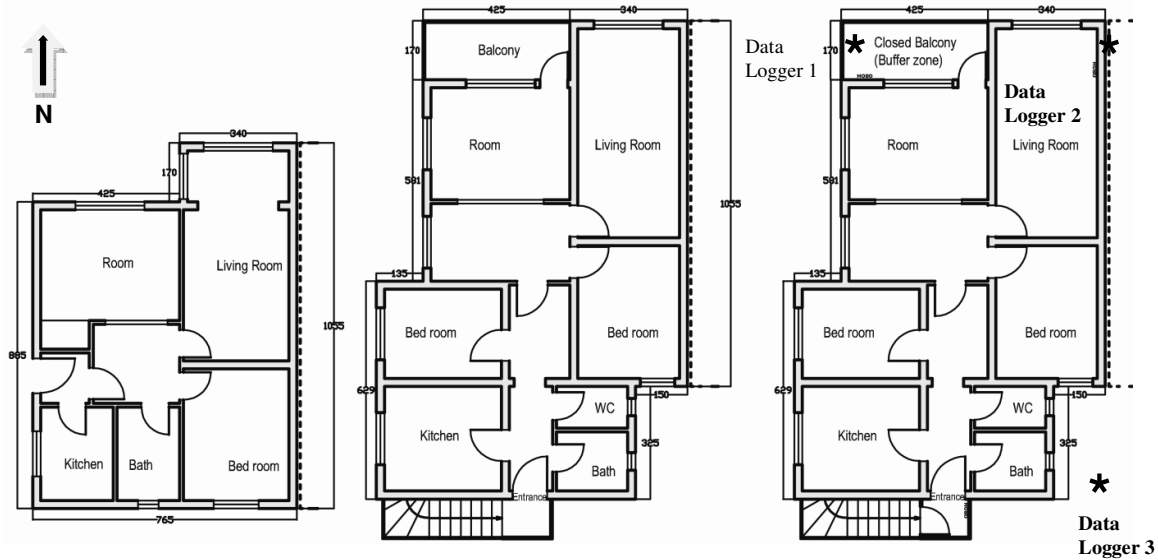 N
340
170
425
Room
Living Room
885
1055
Kitchen
Bath
Bed room
765
425
340
170
Balcony
Room
Living Room
581
1055
135
Bed room
Bed room
629
Kitchen
WC
150
325
Bath
Entrance
Data
Logger 1
425
340
170
* Closed Balcony
(Buffer zone)
*
HOBO
HOBO
Data
Logger 2
Room
Living Room
581
135
Bed room
Bed room
629
Kitchen
WC
150
325
Bath
Entrance
HOBO
*
Data
Logger 3